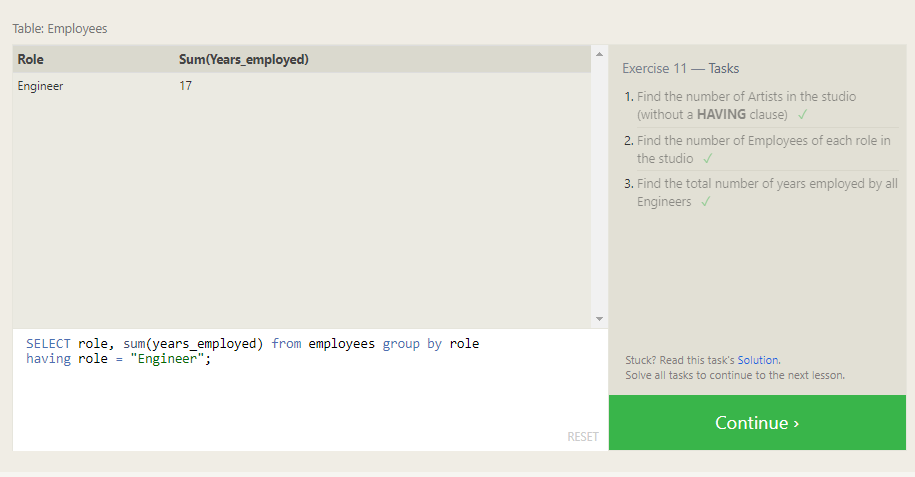 Table: Employees
Role Sum(Years_employed)
Engineer 17
SELECT role, sum(years_employed) from employees group by role
having role = "Engineer";
RESET
Exercise 11 — Tasks
1. Find the number of Artists in the studio
(without a HAVING clause) ✓
2. Find the number of Employees of each role in
the studio ✓
3. Find the total number of years employed by all
Engineers ✓
Stuck? Read this task's Solution.
Solve all tasks to continue to the next lesson.
Continue ›